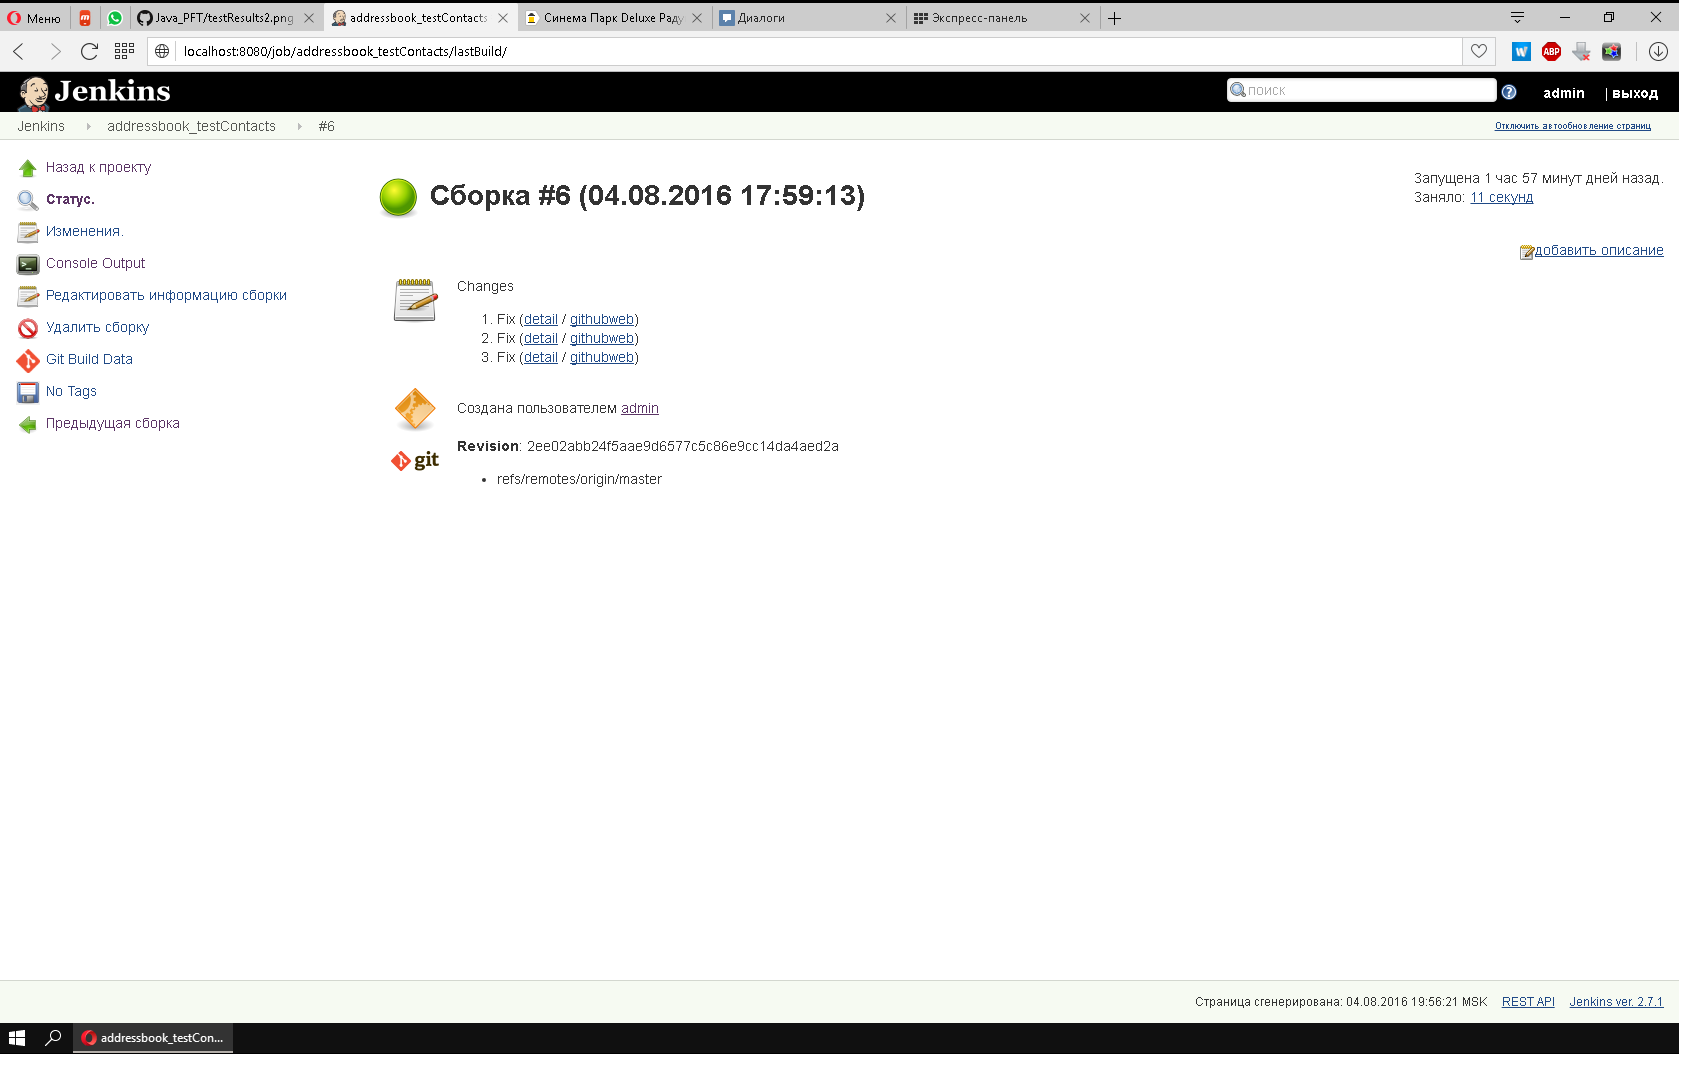 Меню
Java_PFT/testResults2.png
addressbook_testContacts
Синема Парк Deluxe Раду
Диалоги
Экспресс-панель
localhost:8080/job/addressbook_testContacts/lastBuild/
W
ABP
Jenkins
поиск
?
admin
| выход
Jenkins
addressbook_testContacts
#6
Отключить автообновление страниц
Назад к проекту
Статус.
Изменения.
Console Output
Редактировать информацию сборки
Удалить сборку
Git Build Data
No Tags
Предыдущая сборка
Сборка #6 (04.08.2016 17:59:13)
Запущена 1 час 57 минут дней назад.
Заняло: 11 секунд
добавить описание
Changes
1. Fix (detail / githubweb)
2. Fix (detail / githubweb)
3. Fix (detail / githubweb)
Создана пользователем admin
git
Revision: 2ee02abb24f5aae9d6577c5c86e9cc14da4aed2a
• refs/remotes/origin/master
Страница сгенерирована: 04.08.2016 19:56:21 MSK
REST API
Jenkins ver. 2.7.1
addressbook_testCon...